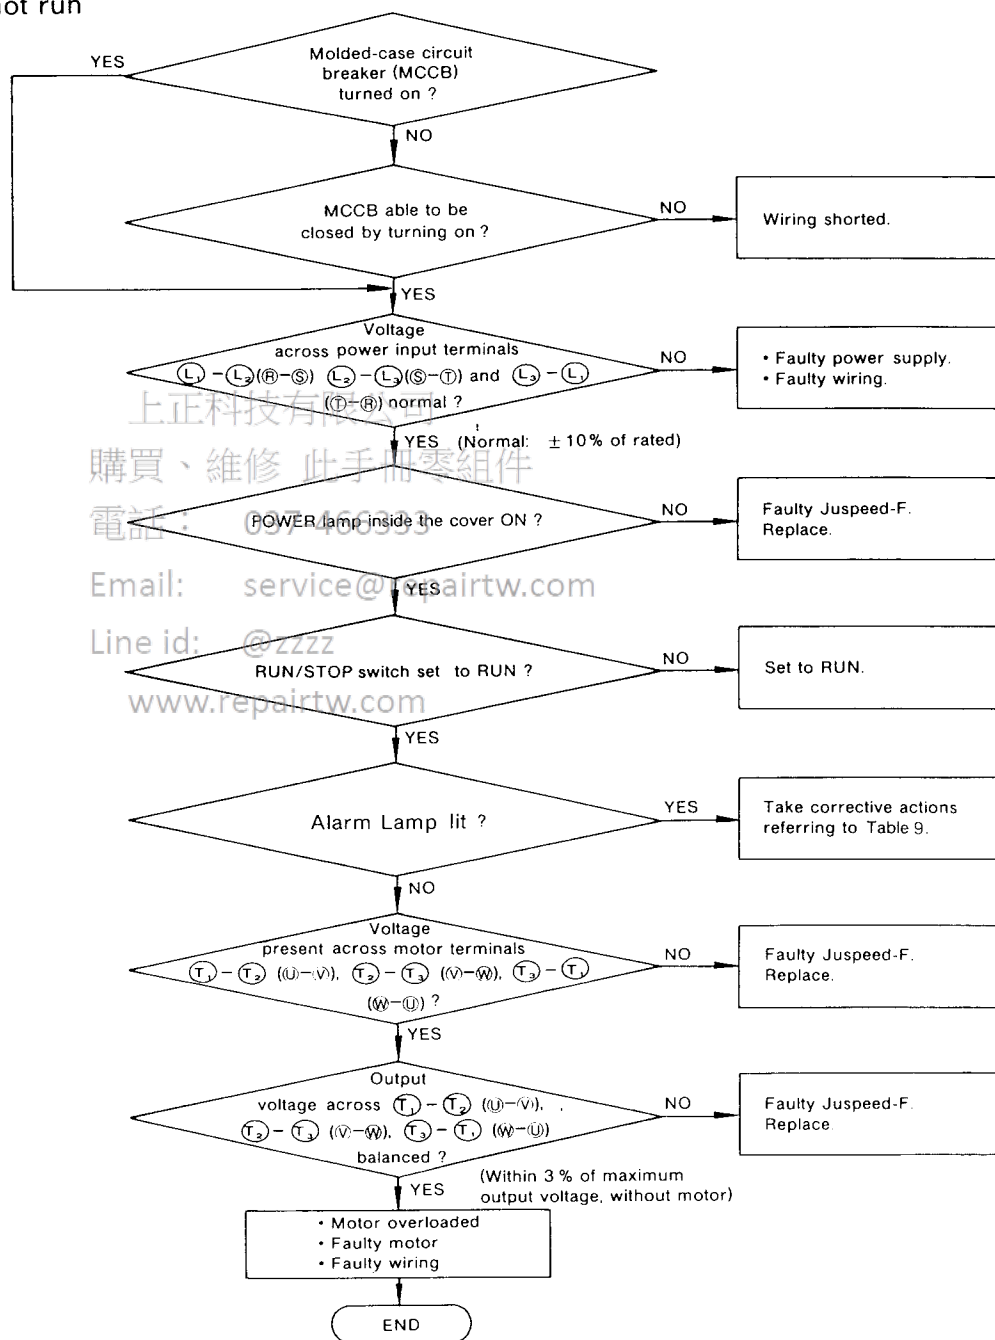 not run
Molded-case circuit
breaker (MCCB)
turned on ?
YES
NO
MCCB able to be
closed by turning on ?
NO
Wiring shorted.
YES
Voltage
across power input terminals
Ⓛ₁ – Ⓛ₂ (Ⓡ–Ⓢ) Ⓛ₂ – Ⓛ₃ (Ⓢ–Ⓣ) and Ⓛ₃ – Ⓛ₁
(Ⓣ–Ⓡ) normal ?
NO
• Faulty power supply.
• Faulty wiring.
YES (Normal: ±10% of rated)
上正科技有限公司
購買、維修 此手冊零組件
電話： 037-466333
Email: service@repairtw.com
Line id: @zzzz
www.repairtw.com
POWER lamp inside the cover ON ?
NO
Faulty Juspeed-F.
Replace.
YES
RUN/STOP switch set to RUN ?
NO
Set to RUN.
YES
Alarm Lamp lit ?
YES
Take corrective actions
referring to Table 9.
NO
Voltage
present across motor terminals
Ⓣ₁ – Ⓣ₂ (Ⓤ–Ⓥ), Ⓣ₂ – Ⓣ₃ (Ⓥ–Ⓦ), Ⓣ₃ – Ⓣ₁
(Ⓦ–Ⓤ) ?
NO
Faulty Juspeed-F.
Replace.
YES
Output
voltage across Ⓣ₁ – Ⓣ₂ (Ⓤ–Ⓥ),
Ⓣ₂ – Ⓣ₃ (Ⓥ–Ⓦ), Ⓣ₃ – Ⓣ₁ (Ⓦ–Ⓤ)
balanced ?
NO
Faulty Juspeed-F.
Replace.
YES
(Within 3% of maximum
output voltage, without motor)
• Motor overloaded
• Faulty motor
• Faulty wiring
END